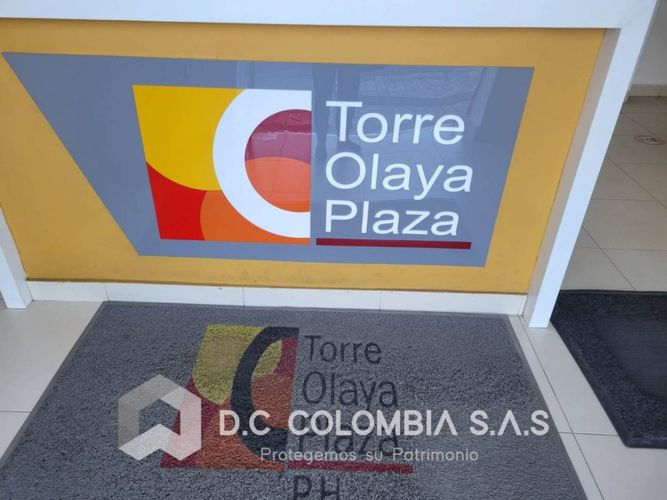 Torre
Olaya
Plaza
Torre
Olaya
Plaza
P.H.
D.C COLOMBIA S.A.S
Protegemos su Patrimonio